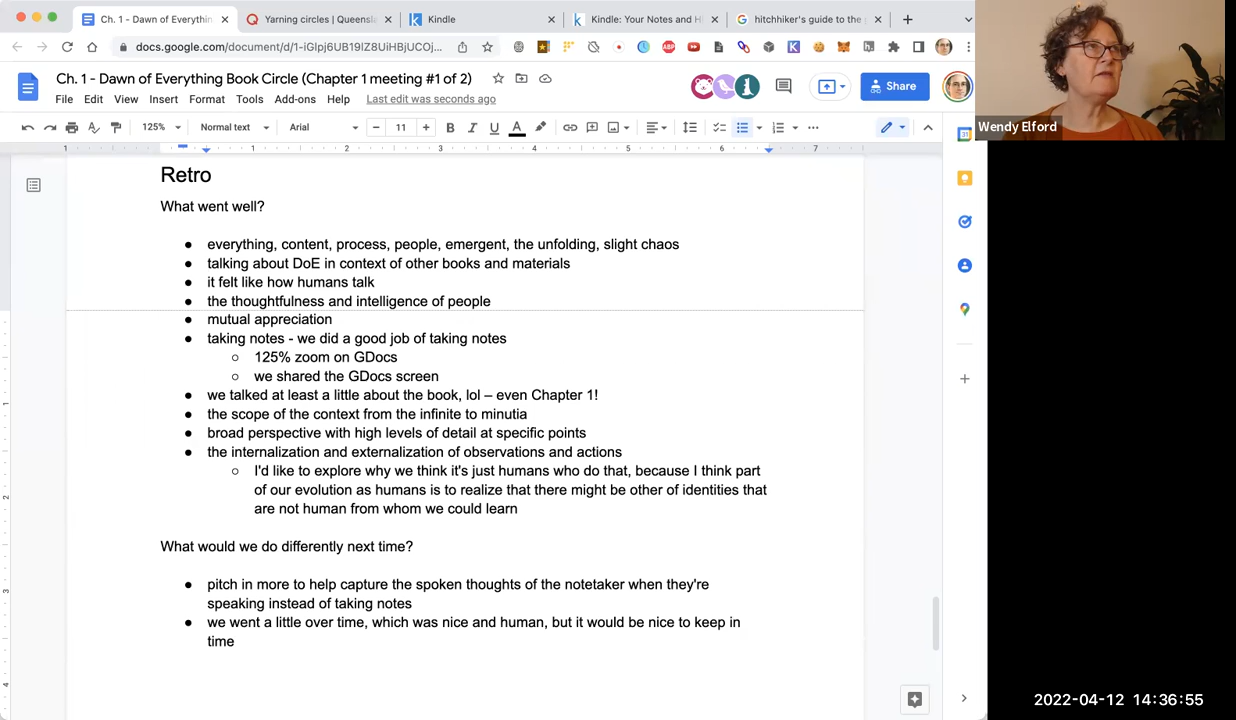 Ch. 1 - Dawn of Everythin
Yarning circles | Queensla
Kindle
Kindle: Your Notes and Hi
hitchhiker's guide to the
docs.google.com/document/d/1-iGlpj6UB19IZ8UiHBjUCOj...
Ch. 1 - Dawn of Everything Book Circle (Chapter 1 meeting #1 of 2)
File Edit View Insert Format Tools Add-ons Help Last edit was seconds ago
Share
Wendy Elford
125% Normal text Arial 11
1 1 2 3 4 5 6 7
Retro
What went well?
● everything, content, process, people, emergent, the unfolding, slight chaos
● talking about DoE in context of other books and materials
● it felt like how humans talk
● the thoughtfulness and intelligence of people
● mutual appreciation
● taking notes - we did a good job of taking notes
○ 125% zoom on GDocs
○ we shared the GDocs screen
● we talked at least a little about the book, lol – even Chapter 1!
● the scope of the context from the infinite to minutia
● broad perspective with high levels of detail at specific points
● the internalization and externalization of observations and actions
○ I'd like to explore why we think it's just humans who do that, because I think part
of our evolution as humans is to realize that there might be other of identities that
are not human from whom we could learn
What would we do differently next time?
● pitch in more to help capture the spoken thoughts of the notetaker when they're
speaking instead of taking notes
● we went a little over time, which was nice and human, but it would be nice to keep in
time
2022-04-12 14:36:55